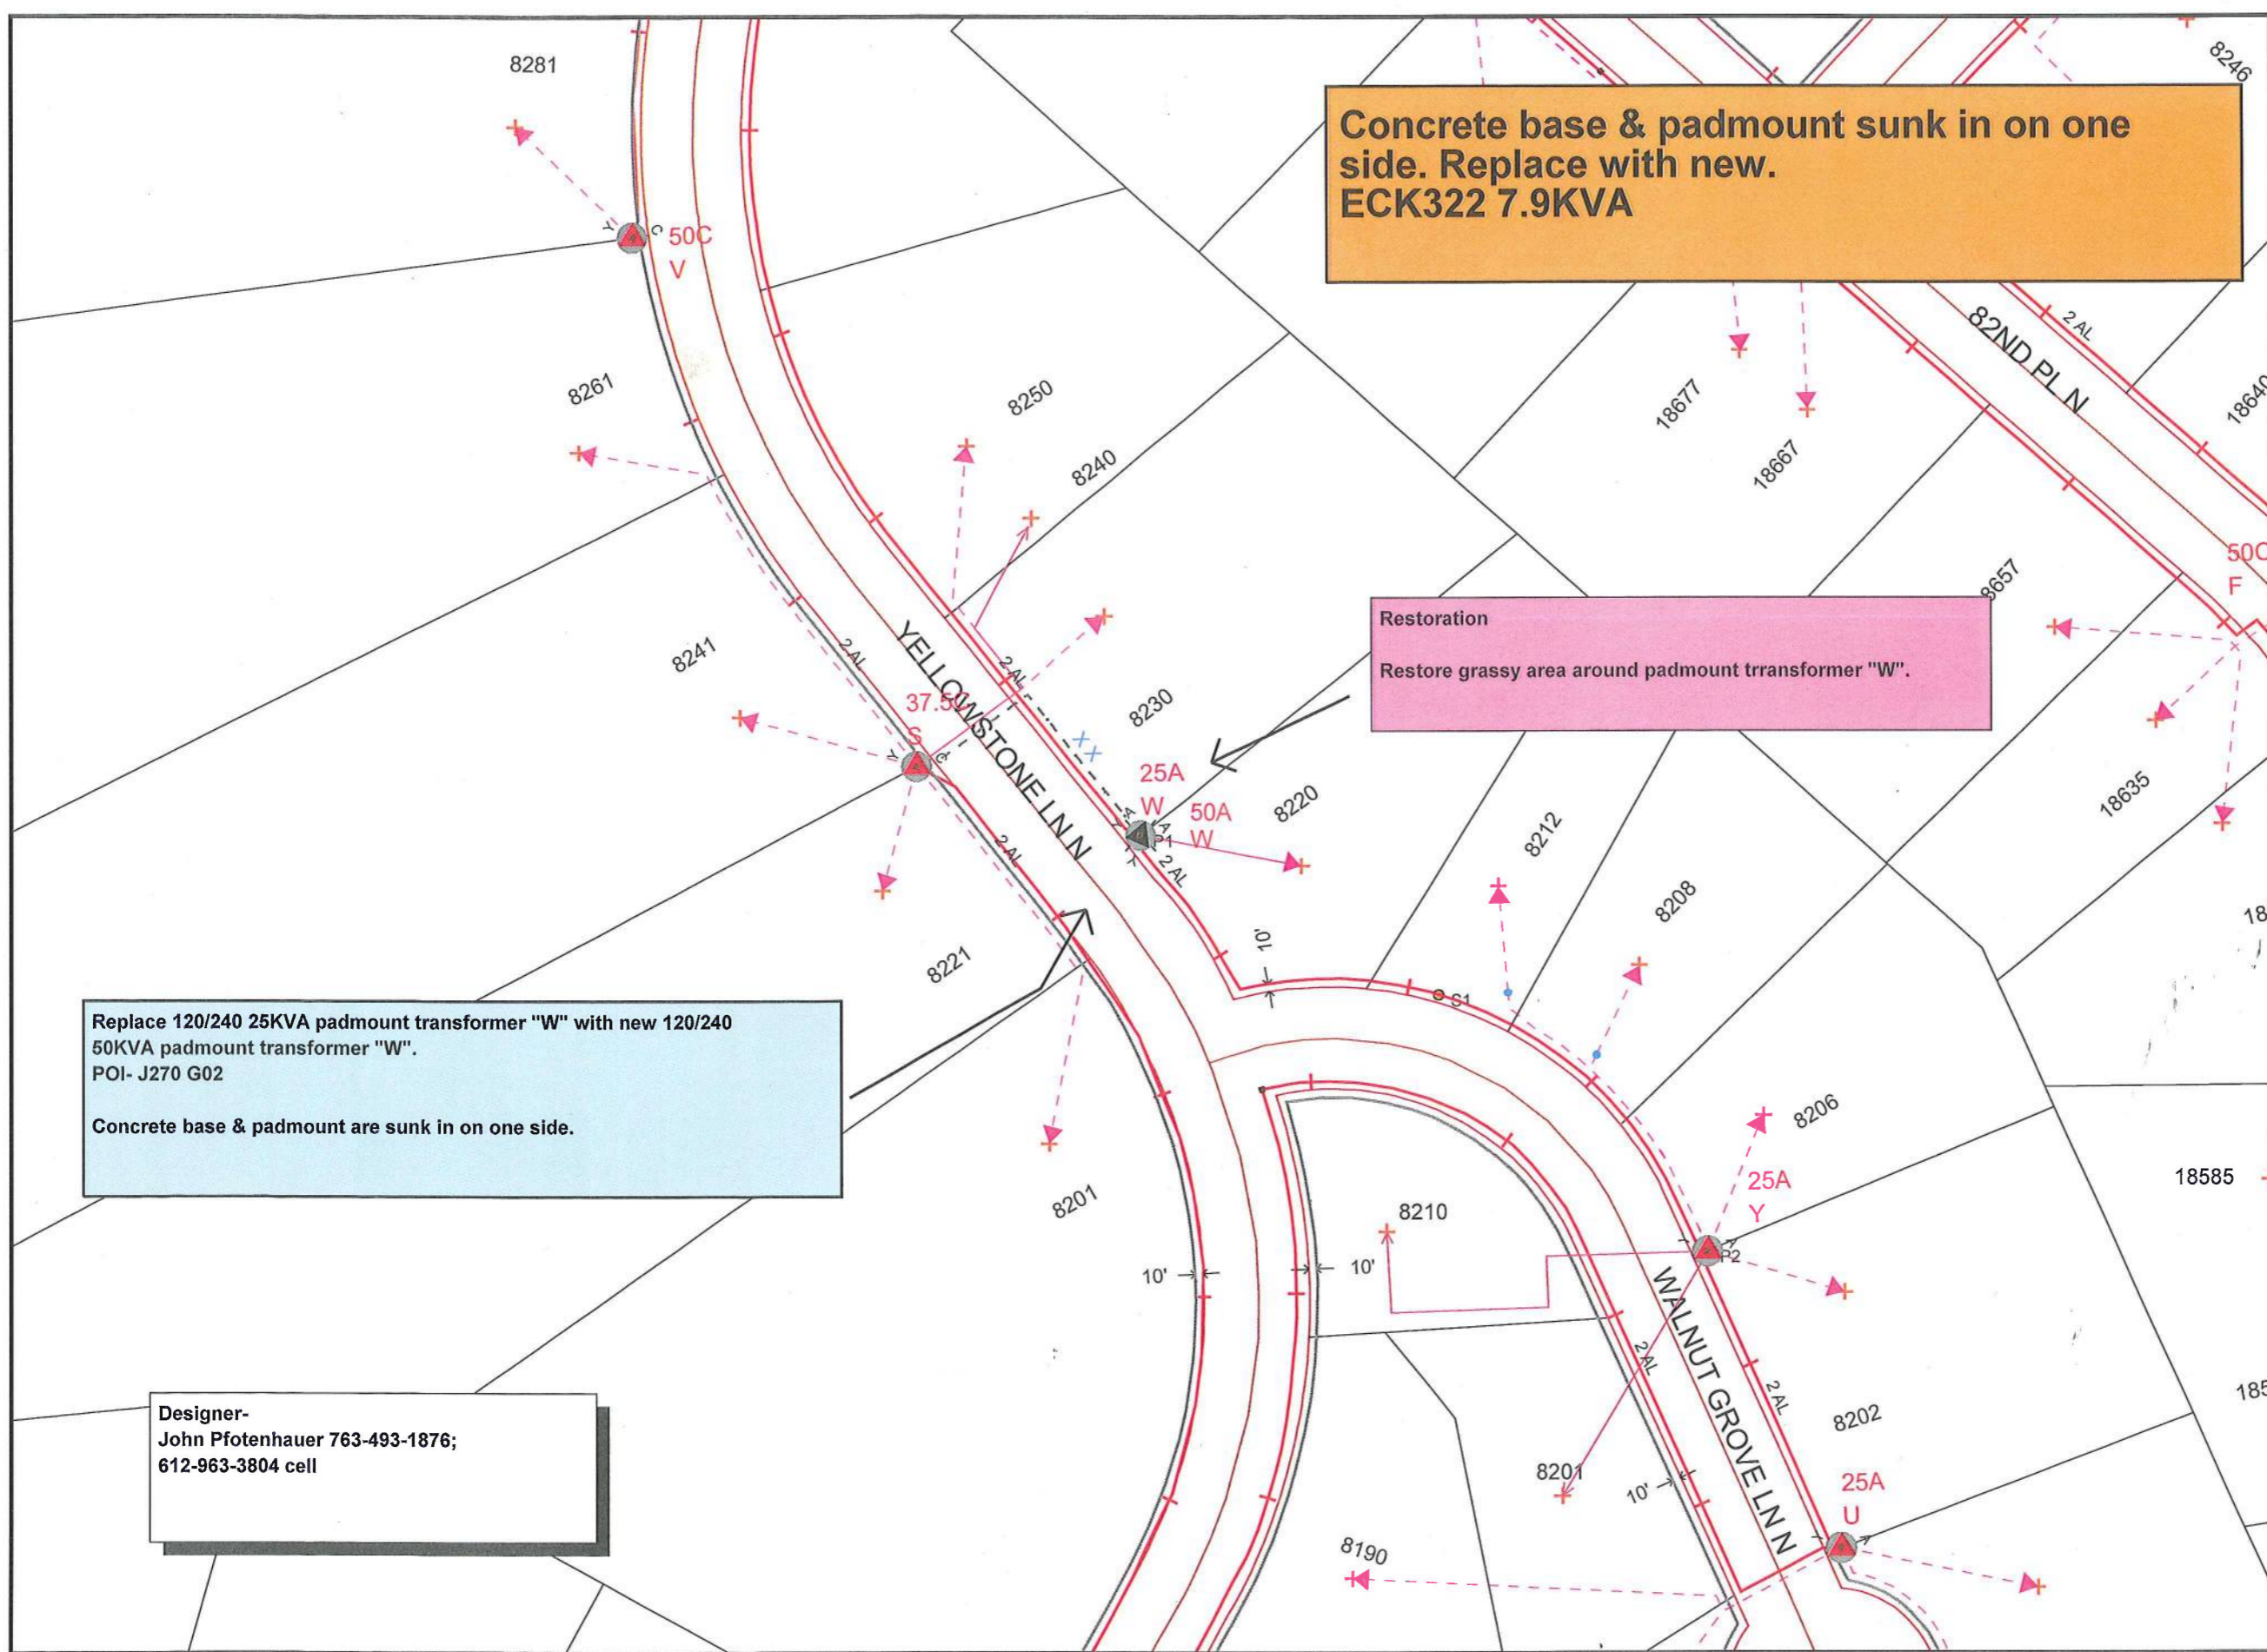 8281
8246
Concrete base & padmount sunk in on one
side. Replace with new.
ECK322 7.9KVA
Y
C
50C
V
2 AL
82ND PL N
8261
8250
8240
18677
18667
18640
50C
F
8657
Restoration
Restore grassy area around padmount trrransformer "W".
8241
2 AL
YELLOWSTONE LN N
2 AL
37.5
S
Y
8230
X X
25A
W
50A
W
8220
18635
2 AL
2 AL
8212
8208
18
8221
10'
S1
Replace 120/240 25KVA padmount transformer "W" with new 120/240
50KVA padmount transformer "W".
POI- J270 G02
Concrete base & padmount are sunk in on one side.
8206
18585
25A
Y
P2
8201
8210
10'
10'
WALNUT GROVE LN N
2 AL
2 AL
185
8202
Designer-
John Pfotenhauer 763-493-1876;
612-963-3804 cell
8201
10'
25A
U
8190